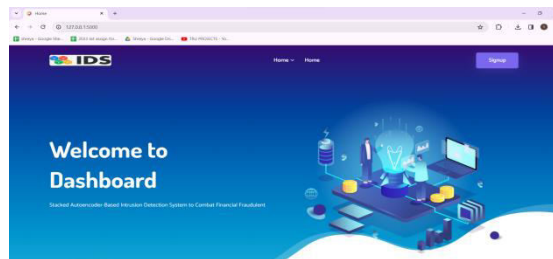 Home
127.0.0.1:5000
IDS
Home Home
Signup
Welcome to
Dashboard
Stacked Autoencoder Based Intrusion Detection System to Combat Financial Fraudulent